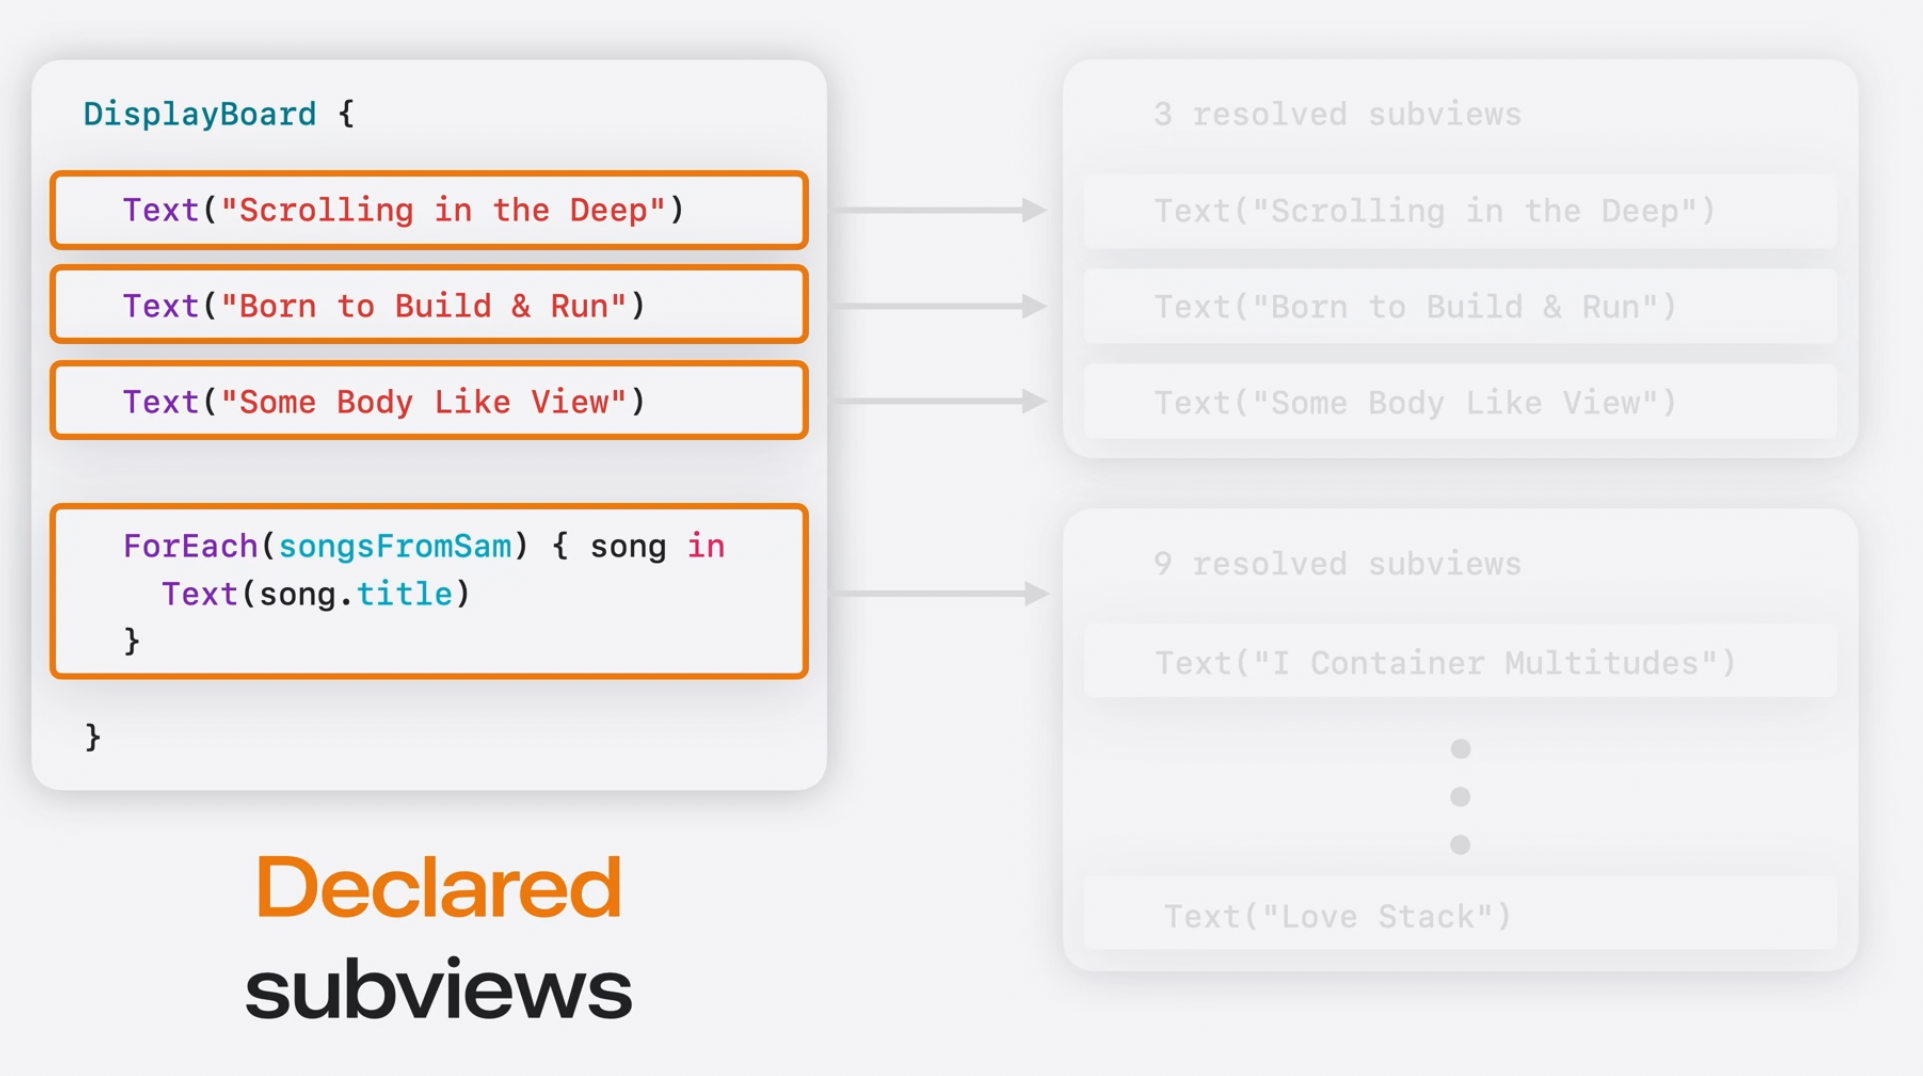 DisplayBoard {
Text("Scrolling in the Deep")
Text("Born to Build & Run")
Text("Some Body Like View")
ForEach(songsFromSam) { song in
Text(song.title)
}
}
Declared
subviews
3 resolved subviews
Text("Scrolling in the Deep")
Text("Born to Build & Run")
Text("Some Body Like View")
9 resolved subviews
Text("I Container Multitudes")
Text("Love Stack")